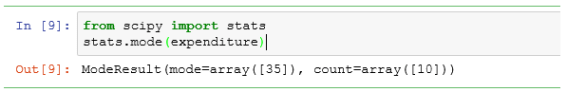 In [9]: from scipy import stats
stats.mode(expenditure)
Out[9]: ModeResult(mode=array([35]), count=array([10]))